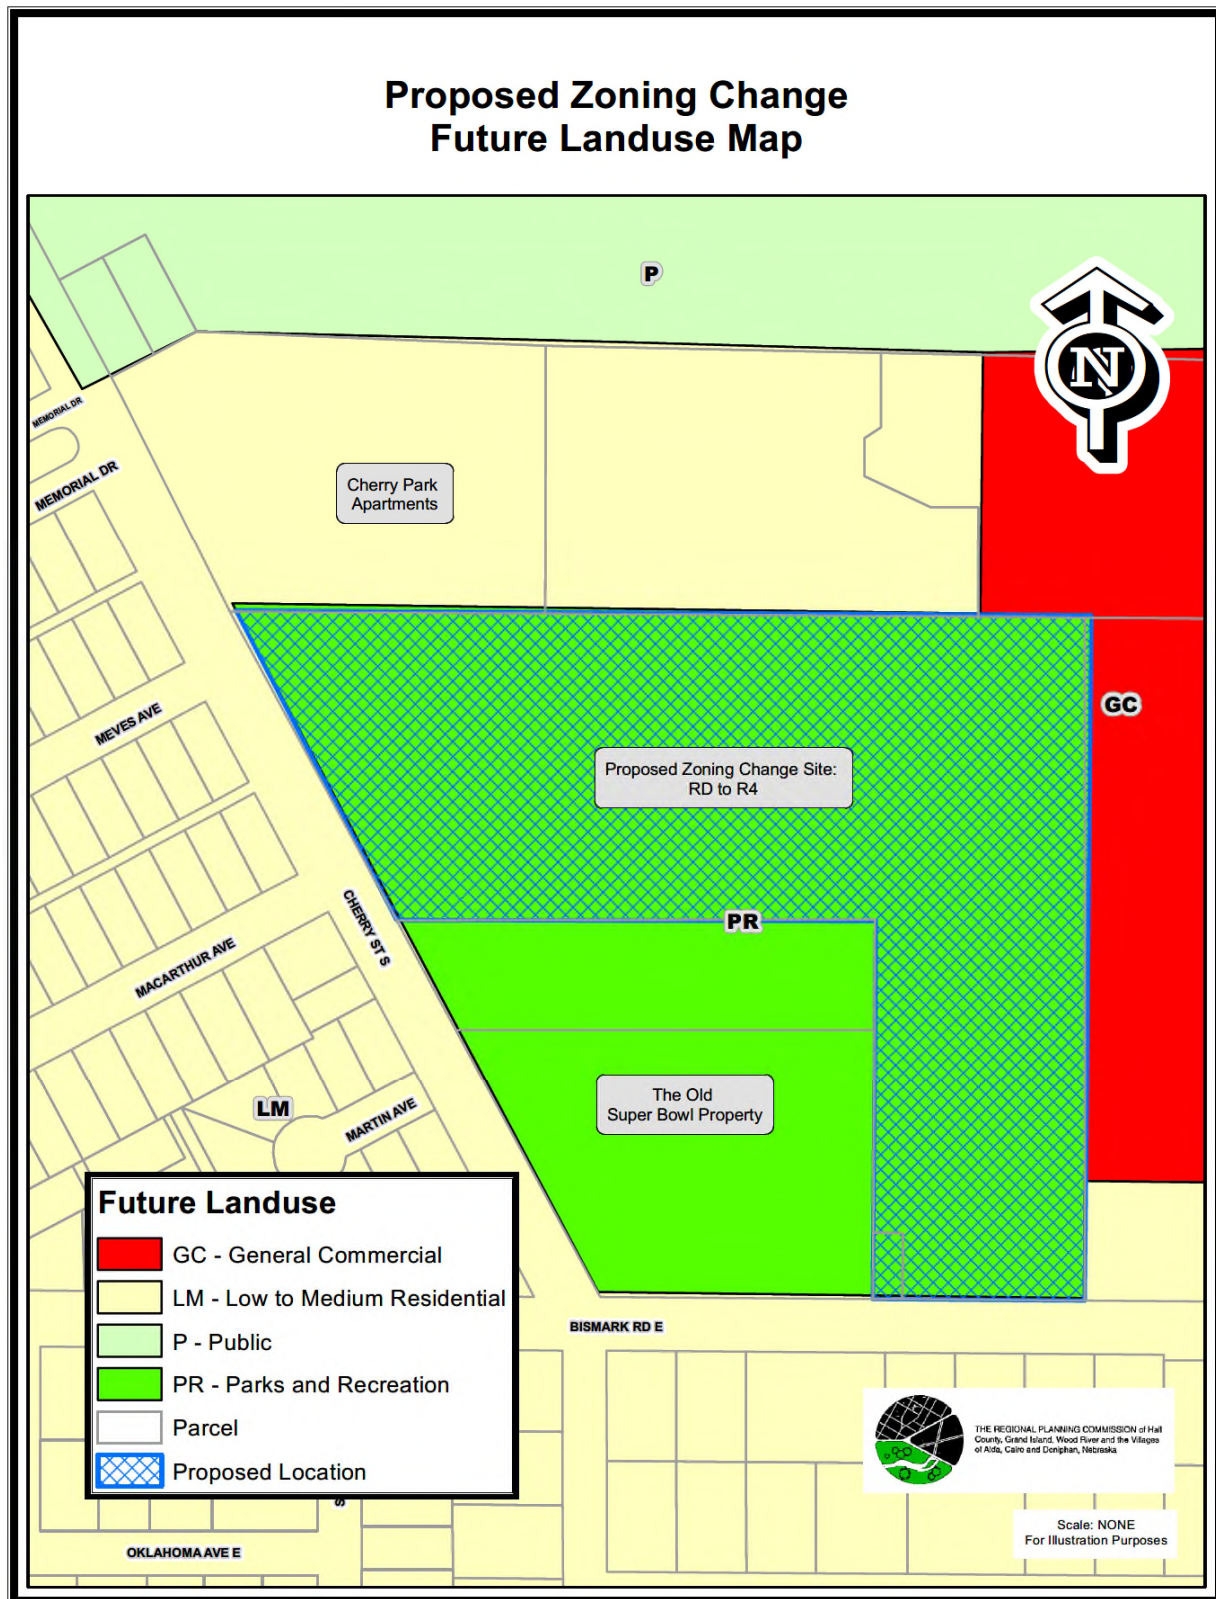 Proposed Zoning Change
Future Landuse Map
P
N
MEMORIAL DR
MEMORIAL DR
Cherry Park
Apartments
MEVES AVE
GC
Proposed Zoning Change Site:
RD to R4
CHERRY ST S
PR
MACARTHUR AVE
The Old
Super Bowl Property
LM
MARTIN AVE
Future Landuse
GC - General Commercial
LM - Low to Medium Residential
P - Public
PR - Parks and Recreation
Parcel
Proposed Location
BISMARK RD E
THE REGIONAL PLANNING COMMISSION of Hall
County, Grand Island, Wood River and the Villages
of Alda, Cairo and Doniphan, Nebraska
S
Scale: NONE
For Illustration Purposes
OKLAHOMA AVE E